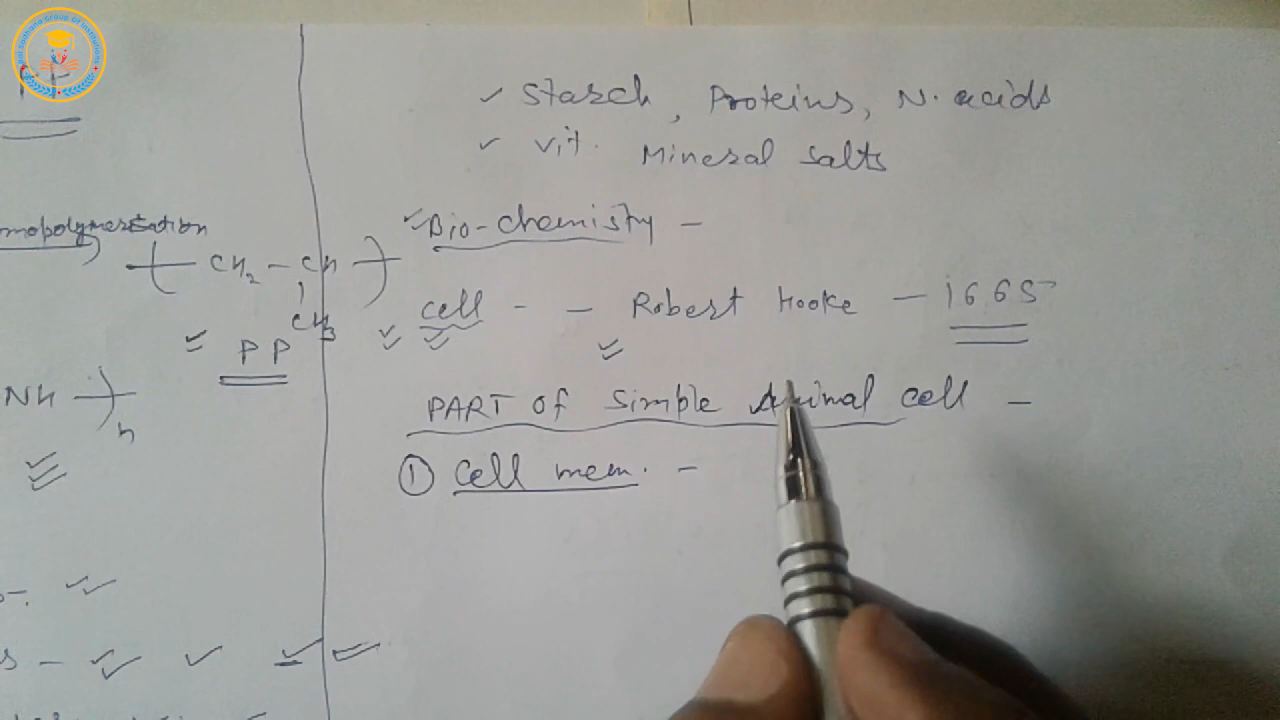 Starch, Proteins, N. acids
vit. Mineral salts
Bio-chemistry -
cell - - Robert Hooke - 1665
PART OF Simple Animal cell -
① Cell mem. -
mopolymerisation
CH2 - CH
CH3
PP
NH
n